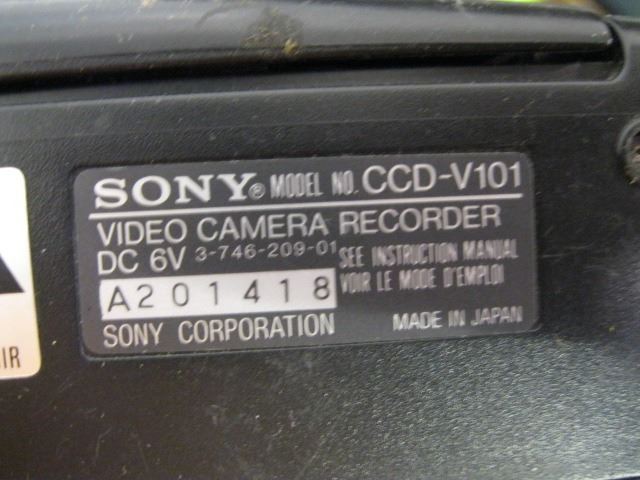 SONY® MODEL NO. CCD-V101
VIDEO CAMERA RECORDER
DC 6V 3-746-209-01 SEE INSTRUCTION MANUAL
VOIR LE MODE D'EMPLOI
A201418
SONY CORPORATION MADE IN JAPAN